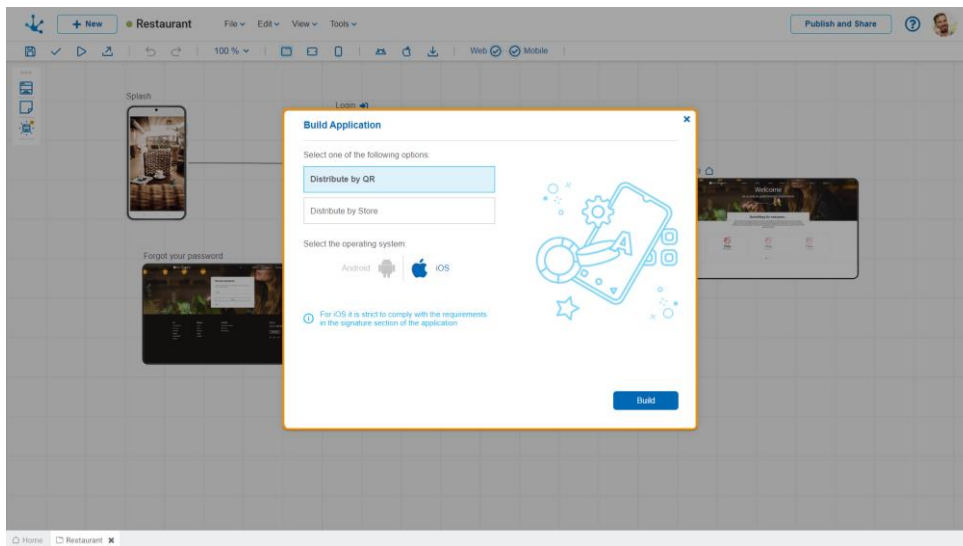 + New
Restaurant
File
Edit
View
Tools
Publish and Share
?
100 %
Web
Mobile
Splash
Login
Build Application
Select one of the following options:
Distribute by QR
Distribute by Store
Select the operating system:
Android
iOS
For iOS it is strict to comply with the requirements
in the signature section of the application
Build
Welcome
Forgot your password
Home
Restaurant